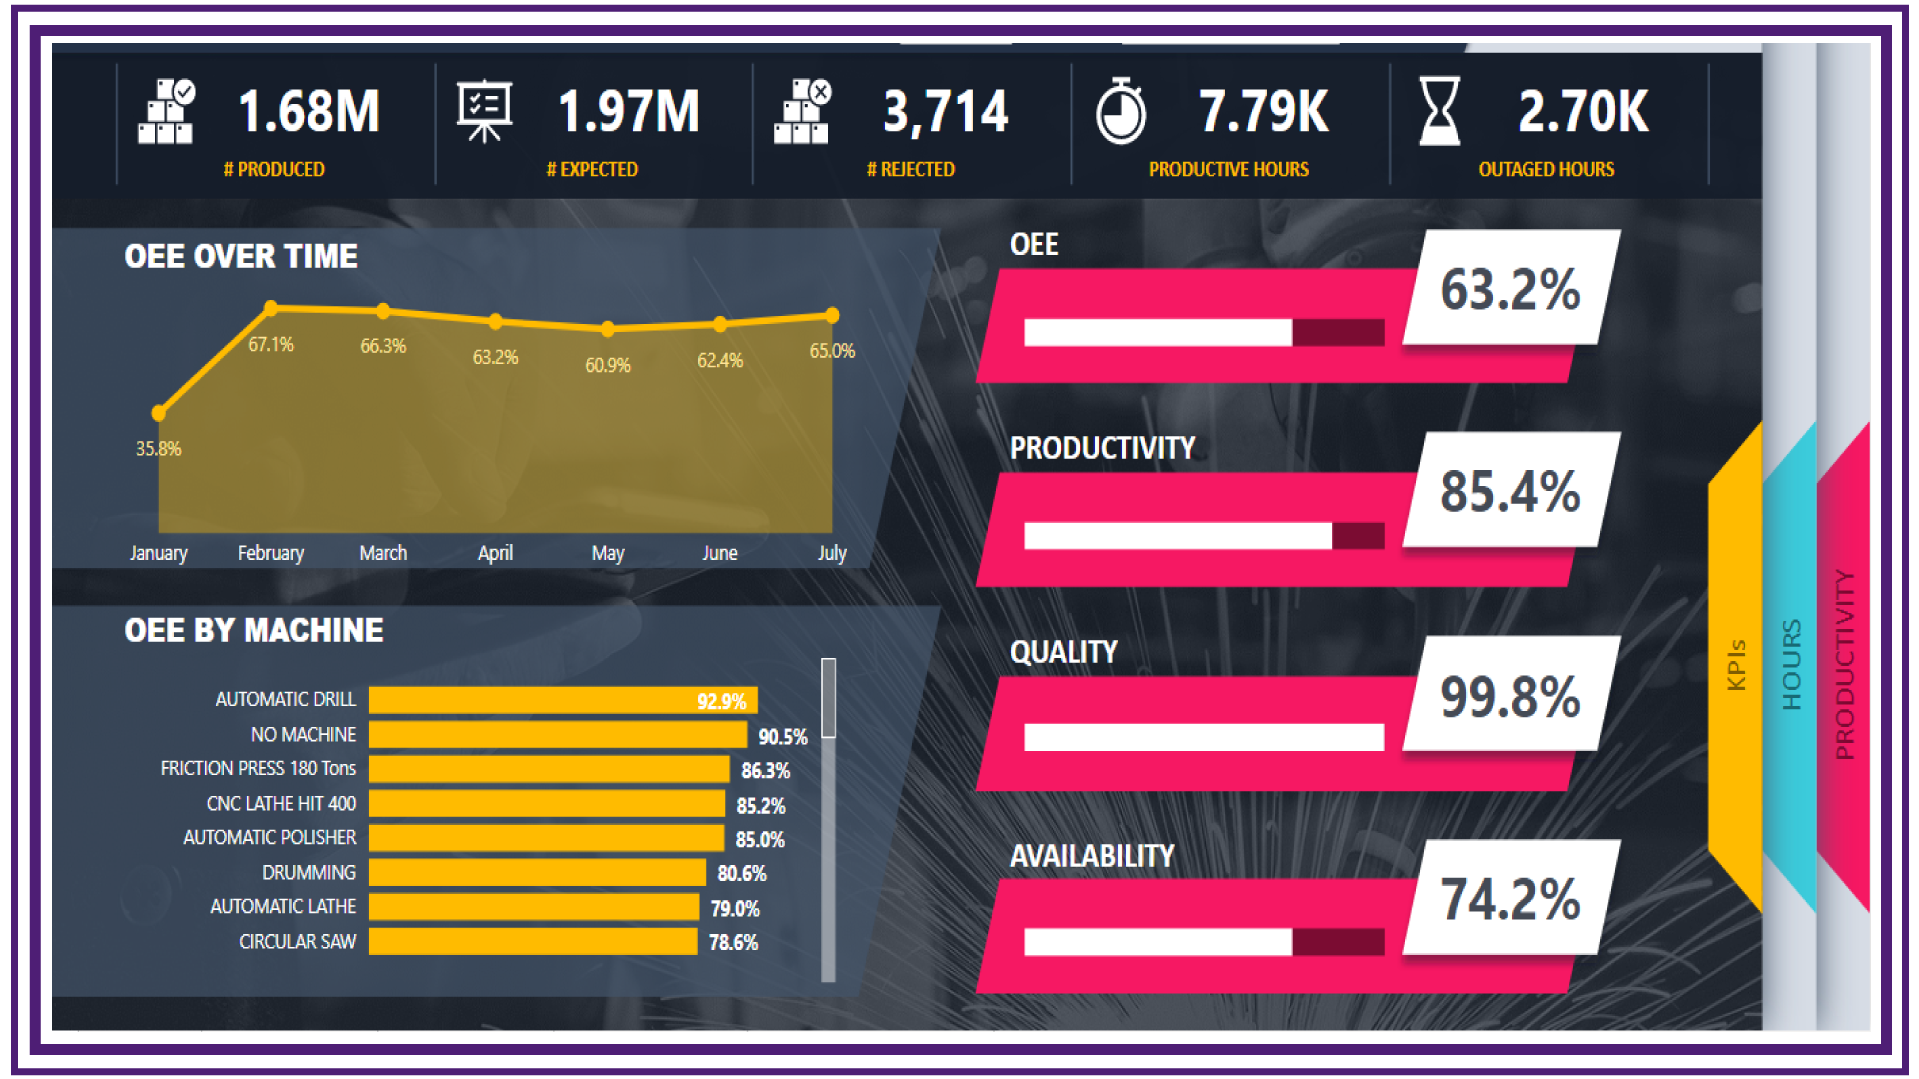 1.68M
# PRODUCED
1.97M
# EXPECTED
3,714
# REJECTED
7.79K
PRODUCTIVE HOURS
2.70K
OUTAGED HOURS
OEE OVER TIME
35.8%
67.1%
66.3%
63.2%
60.9%
62.4%
65.0%
January
February
March
April
May
June
July
OEE BY MACHINE
AUTOMATIC DRILL 92.9%
NO MACHINE 90.5%
FRICTION PRESS 180 Tons 86.3%
CNC LATHE HIT 400 85.2%
AUTOMATIC POLISHER 85.0%
DRUMMING 80.6%
AUTOMATIC LATHE 79.0%
CIRCULAR SAW 78.6%
OEE
63.2%
PRODUCTIVITY
85.4%
QUALITY
99.8%
AVAILABILITY
74.2%
KPIs
HOURS
PRODUCTIVITY